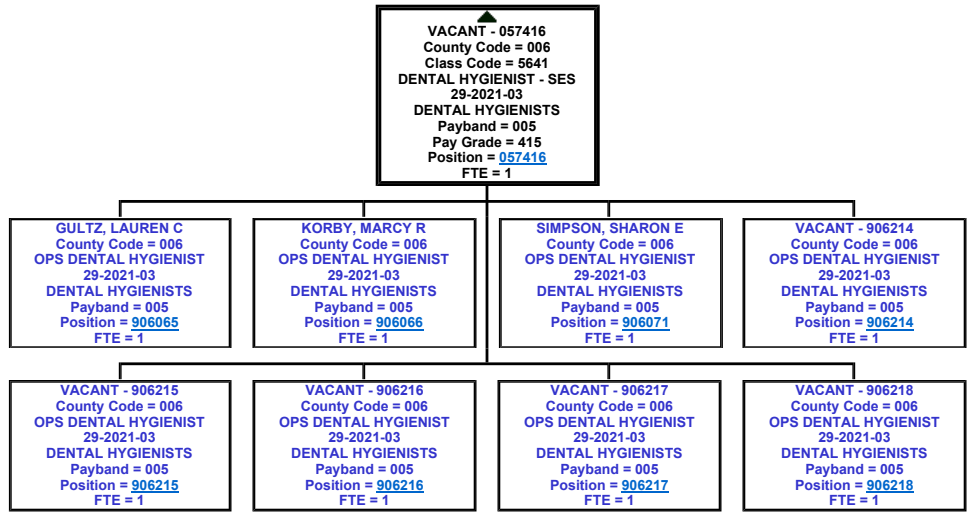 VACANT - 057416
County Code = 006
Class Code = 5641
DENTAL HYGIENIST - SES
29-2021-03
DENTAL HYGIENISTS
Payband = 005
Pay Grade = 415
Position = 057416
FTE = 1
GULTZ, LAUREN C
County Code = 006
OPS DENTAL HYGIENIST
29-2021-03
DENTAL HYGIENISTS
Payband = 005
Position = 906065
FTE = 1
KORBY, MARCY R
County Code = 006
OPS DENTAL HYGIENIST
29-2021-03
DENTAL HYGIENISTS
Payband = 005
Position = 906066
FTE = 1
SIMPSON, SHARON E
County Code = 006
OPS DENTAL HYGIENIST
29-2021-03
DENTAL HYGIENISTS
Payband = 005
Position = 906071
FTE = 1
VACANT - 906214
County Code = 006
OPS DENTAL HYGIENIST
29-2021-03
DENTAL HYGIENISTS
Payband = 005
Position = 906214
FTE = 1
VACANT - 906215
County Code = 006
OPS DENTAL HYGIENIST
29-2021-03
DENTAL HYGIENISTS
Payband = 005
Position = 906215
FTE = 1
VACANT - 906216
County Code = 006
OPS DENTAL HYGIENIST
29-2021-03
DENTAL HYGIENISTS
Payband = 005
Position = 906216
FTE = 1
VACANT - 906217
County Code = 006
OPS DENTAL HYGIENIST
29-2021-03
DENTAL HYGIENISTS
Payband = 005
Position = 906217
FTE = 1
VACANT - 906218
County Code = 006
OPS DENTAL HYGIENIST
29-2021-03
DENTAL HYGIENISTS
Payband = 005
Position = 906218
FTE = 1